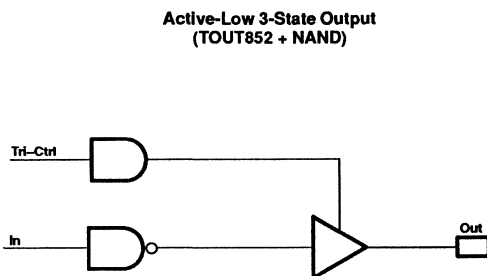 Active-Low 3-State Output
(TOUT852 + NAND)
Tri-Ctrl
In
Out